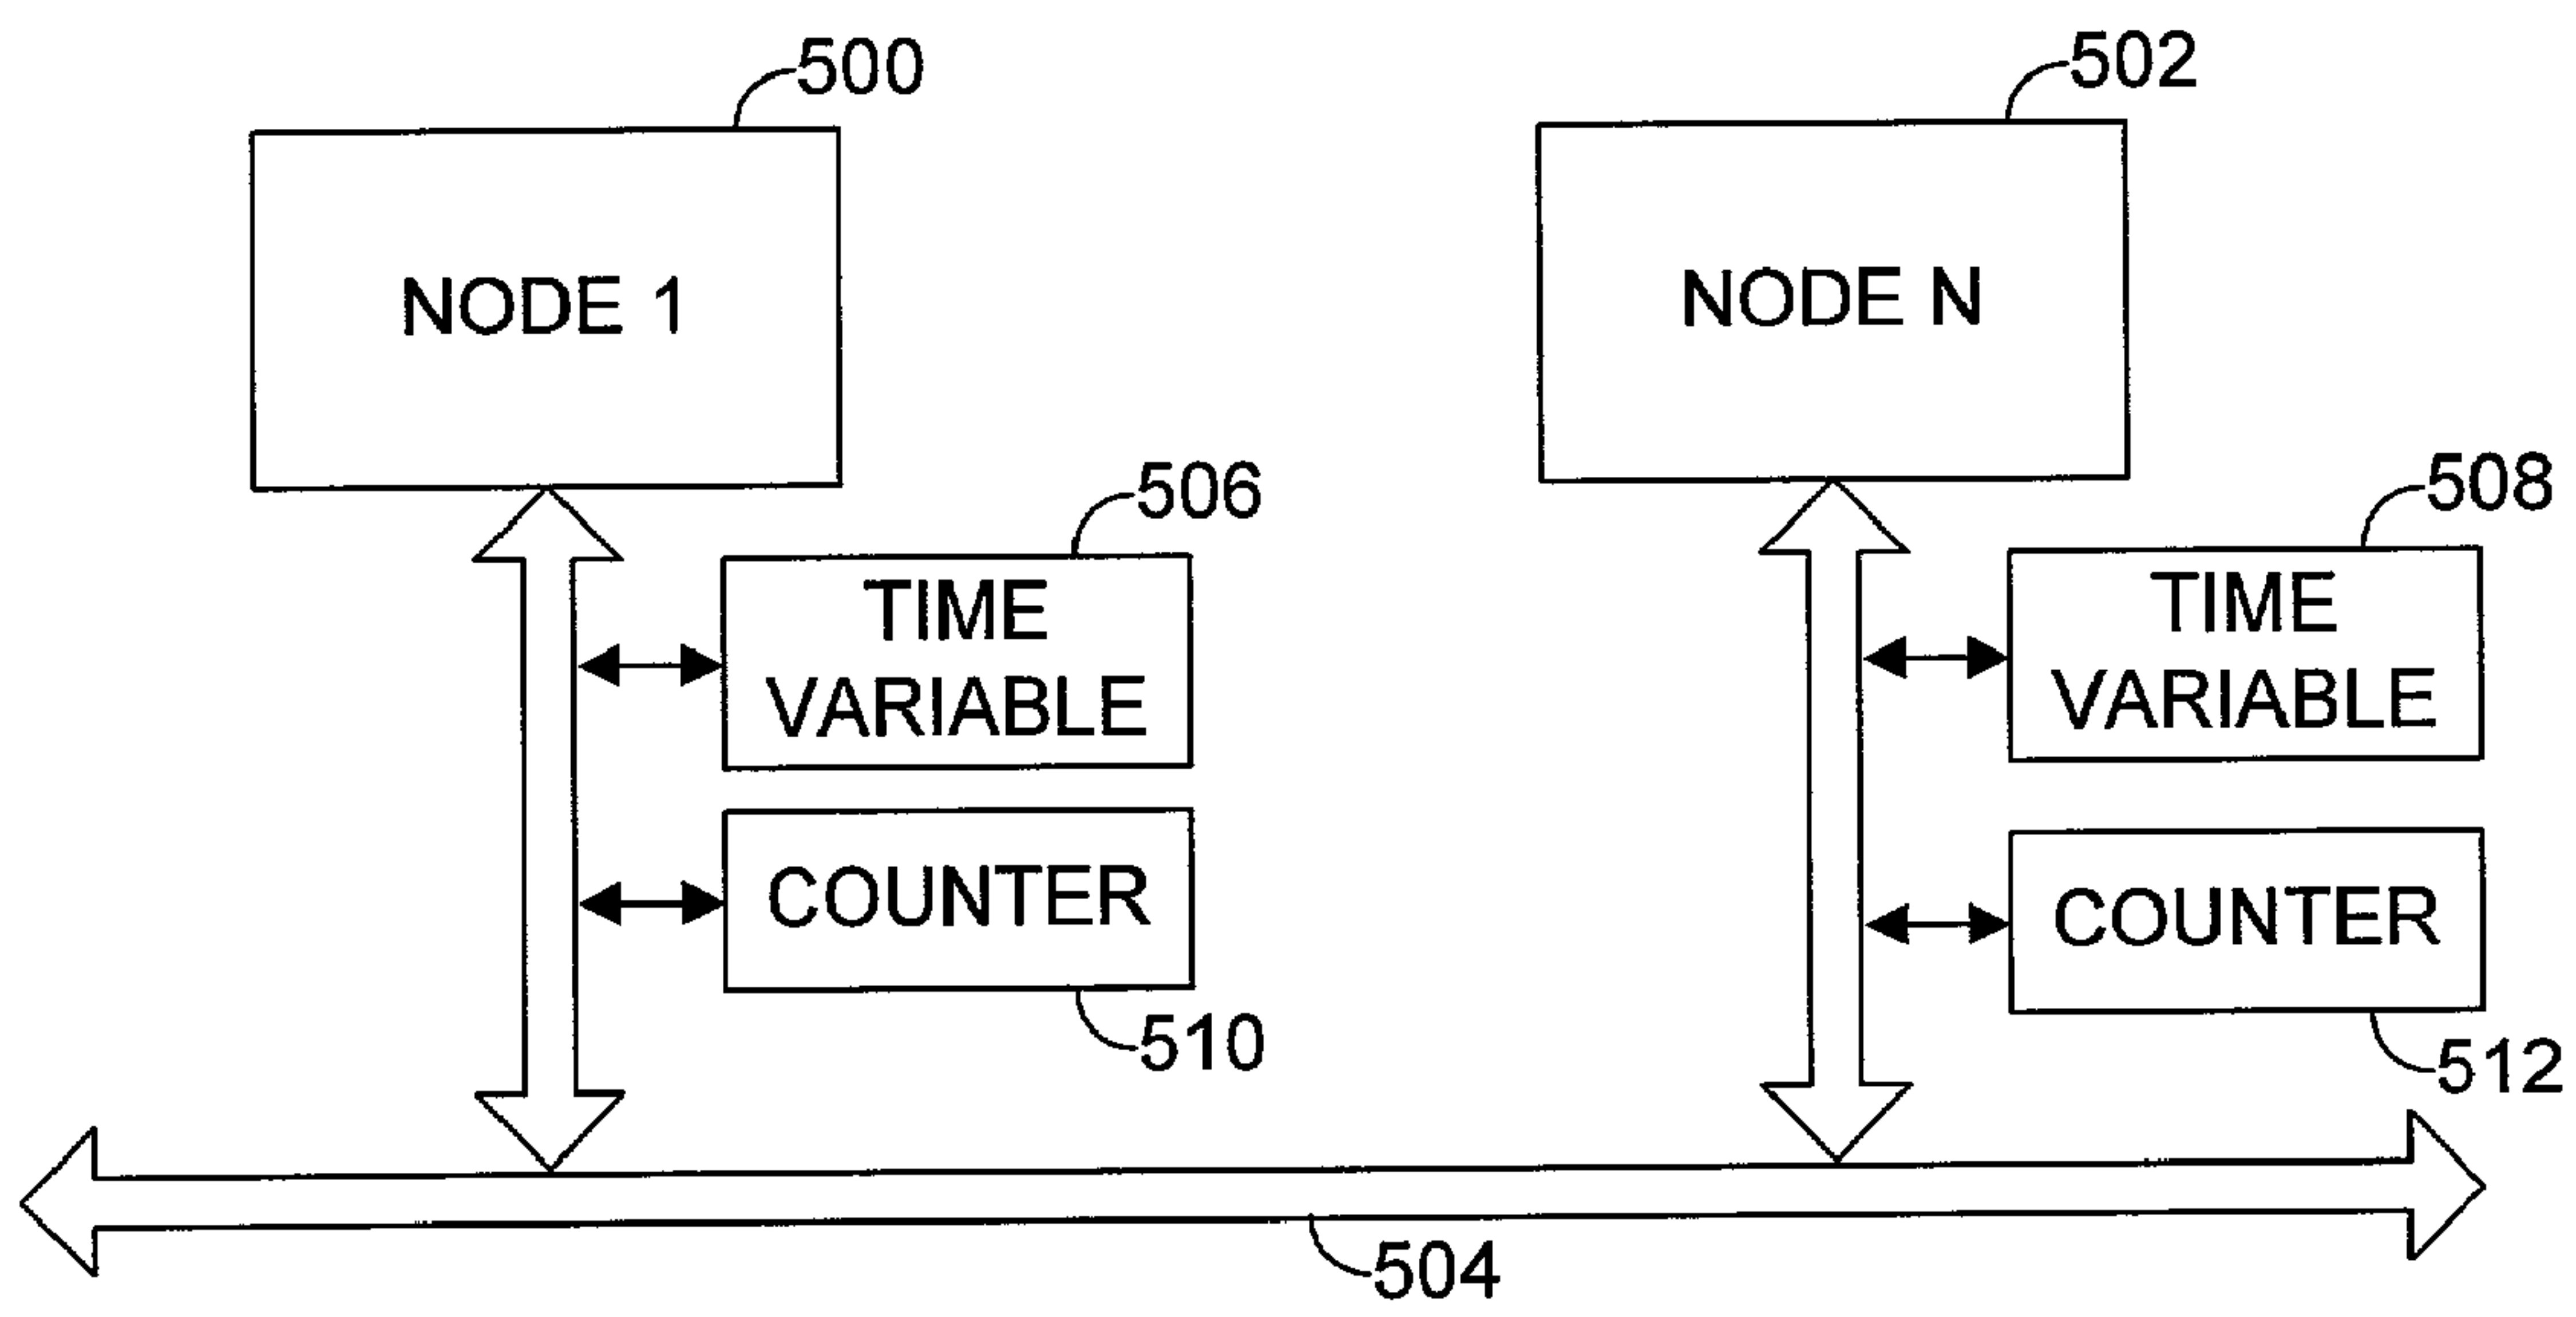 500
502
NODE 1
NODE N
506
508
TIME
VARIABLE
TIME
VARIABLE
COUNTER
COUNTER
510
512
504